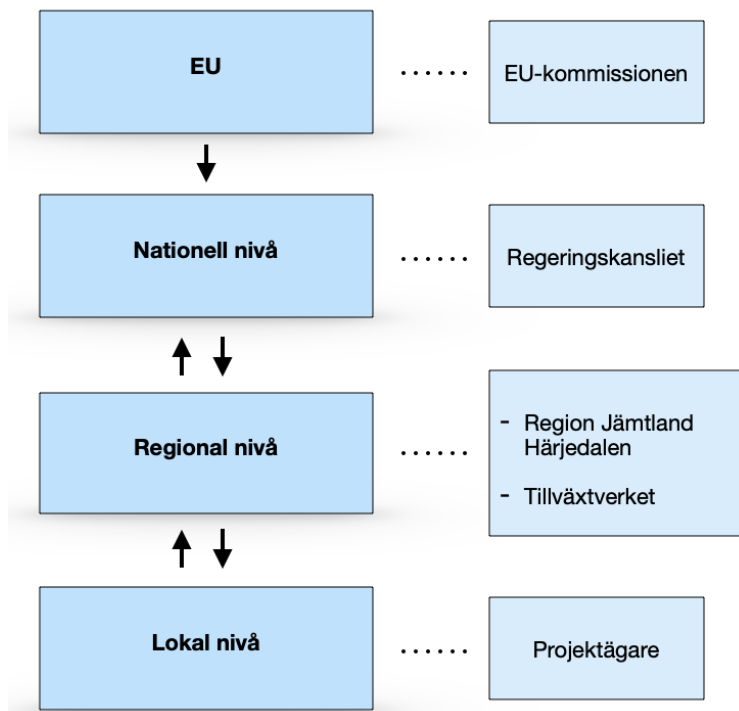 EU
EU-kommissionen
Nationell nivå
Regeringskansliet
Regional nivå
- Region Jämtland
Härjedalen
- Tillväxtverket
Lokal nivå
Projektägare